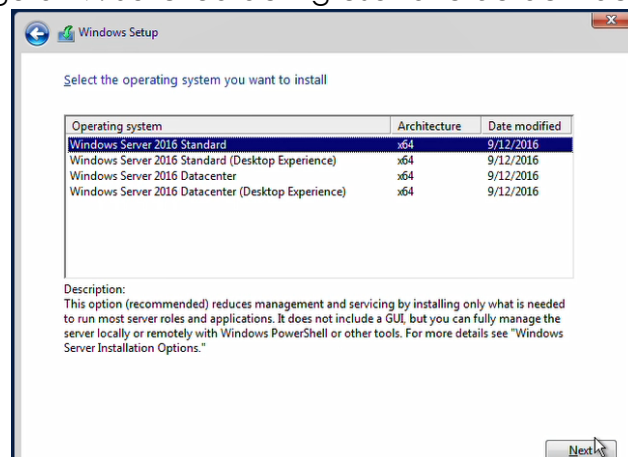 Windows Setup
Select the operating system you want to install
Operating system Architecture Date modified
Windows Server 2016 Standard x64 9/12/2016
Windows Server 2016 Standard (Desktop Experience) x64 9/12/2016
Windows Server 2016 Datacenter x64 9/12/2016
Windows Server 2016 Datacenter (Desktop Experience) x64 9/12/2016
Description:
This option (recommended) reduces management and servicing by installing only what is needed
to run most server roles and applications. It does not include a GUI, but you can fully manage the
server locally or remotely with Windows PowerShell or other tools. For more details see "Windows
Server Installation Options."
Next